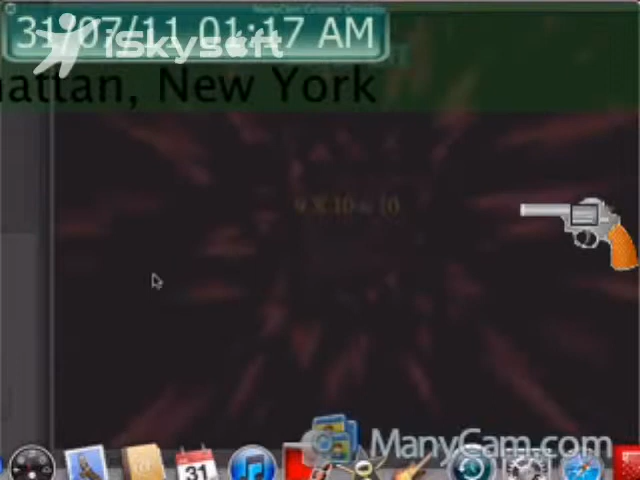 31/07/11 01:17 AM
iSkysoft
hattan, New York
31
ManyCam.com